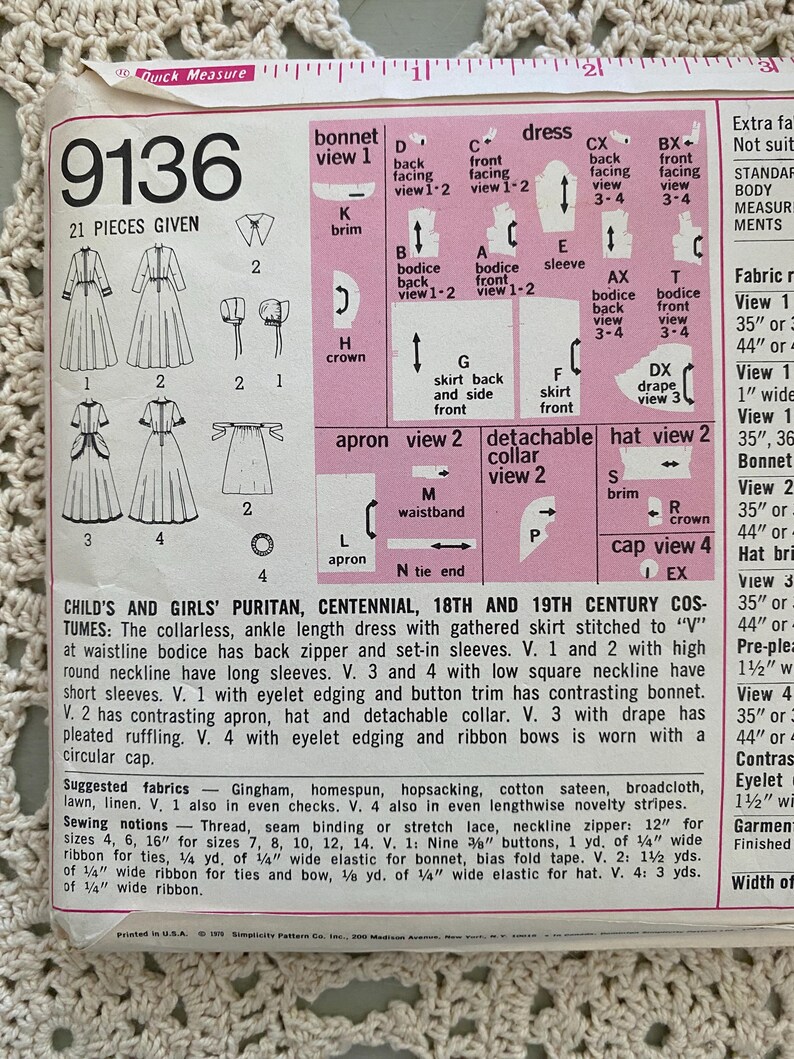 Quick Measure 1 2 3
9136
21 PIECES GIVEN
2
1 2
2 1
3 4
2
4
bonnet
view 1
K
brim
H
crown
dress
D
back
facing
view 1-2
C
front
facing
view 1-2
E
sleeve
CX
back
facing
view
3-4
BX
front
facing
view
3-4
B
bodice
back
view 1-2
A
bodice
front
view 1-2
AX
bodice
back
view
3-4
T
bodice
front
view
3-4
G
skirt back
and side
front
F
skirt
front
DX
drape
view 3
apron view 2
L
apron
M
waistband
N tie end
detachable
collar
view 2
P
hat view 2
S
brim
R
crown
cap view 4
EX
CHILD'S AND GIRLS' PURITAN, CENTENNIAL, 18TH AND 19TH CENTURY COS-
TUMES: The collarless, ankle length dress with gathered skirt stitched to "V"
at waistline bodice has back zipper and set-in sleeves. V. 1 and 2 with high
round neckline have long sleeves. V. 3 and 4 with low square neckline have
short sleeves. V. 1 with eyelet edging and button trim has contrasting bonnet.
V. 2 has contrasting apron, hat and detachable collar. V. 3 with drape has
pleated ruffling. V. 4 with eyelet edging and ribbon bows is worn with a
circular cap.
Suggested fabrics — Gingham, homespun, hopsacking, cotton sateen, broadcloth,
lawn, linen. V. 1 also in even checks. V. 4 also in even lengthwise novelty stripes.
Sewing notions — Thread, seam binding or stretch lace, neckline zipper: 12" for
sizes 4, 6, 16" for sizes 7, 8, 10, 12, 14. V. 1: Nine 3/8" buttons, 1 yd. of 1/4" wide
ribbon for ties, 1/4 yd. of 1/4" wide elastic for bonnet, bias fold tape. V. 2: 1½ yds.
of 1/4" wide ribbon for ties and bow, 1/8 yd. of 1/4" wide elastic for hat. V. 4: 3 yds.
of 1/4" wide ribbon.
Printed in U.S.A. © 1970 Simplicity Pattern Co. Inc., 200 Madison Avenue, New York, N.Y. 10016
Extra fa
Not suit
STANDAR
BODY
MEASURE
MENTS
Fabric r
View 1
35" or 3
44" or 4
View 1
1" wide
View 1
35", 36
Bonnet
View 2
35" or
44" or
Hat bri
View 3
35" or
44" or
Pre-plea
1½" w
View 4
35" or 3
44" or 4
Contras
Eyelet
1½" wi
Garmen
Finished
Width of